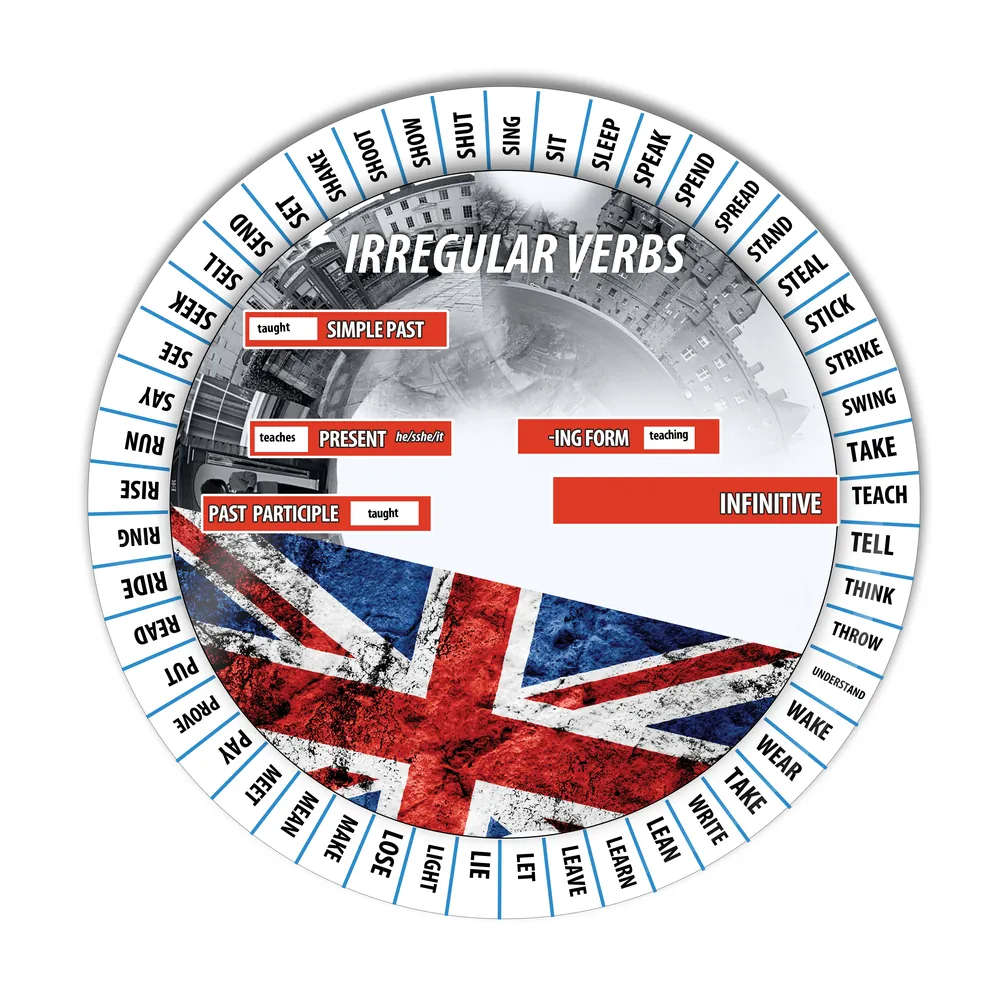 IRREGULAR VERBS
taught SIMPLE PAST
teaches PRESENT he/sshe/it
-ING FORM teaching
PAST PARTICIPLE taught
INFINITIVE
SING
SIT
SLEEP
SPEAK
SPEND
SPREAD
STAND
STEAL
STICK
STRIKE
SWING
TAKE
TEACH
TELL
THINK
THROW
UNDERSTAND
WAKE
WEAR
TAKE
WRITE
LEAN
LEARN
LEAVE
LET
LIE
LIGHT
LOSE
MAKE
MEAN
MEET
PAY
PROVE
PUT
READ
RIDE
RING
RISE
RUN
SAY
SEE
SEEK
SELL
SEND
SET
SHAKE
SHOOT
SHOW
SHUT